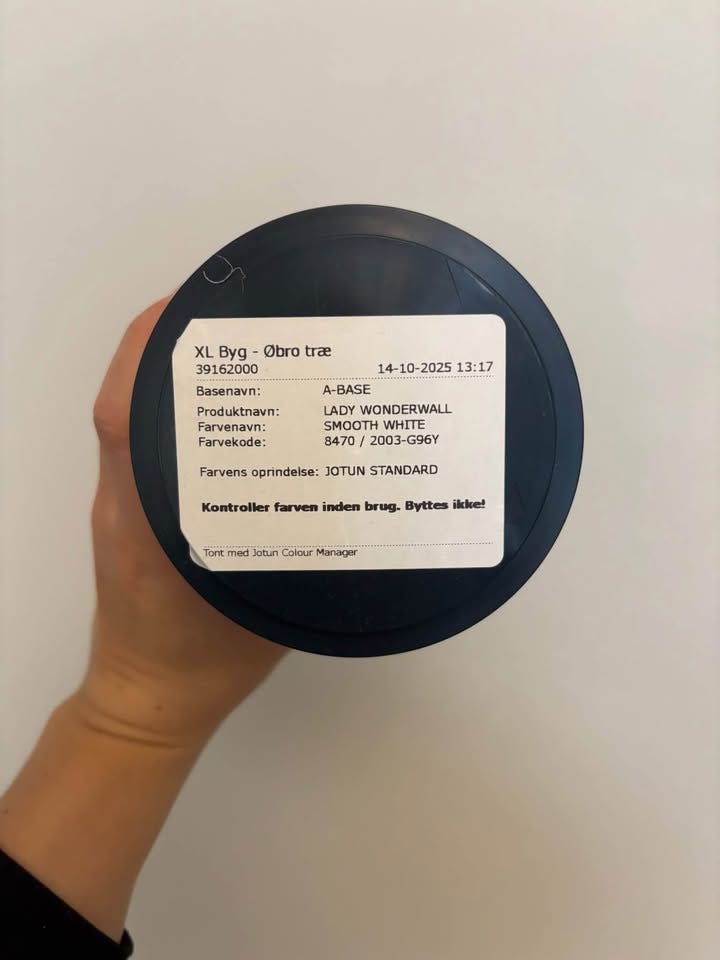 XL Byg - Øbro træ
39162000 14-10-2025 13:17
Basenavn: A-BASE
Produktnavn: LADY WONDERWALL
Farvenavn: SMOOTH WHITE
Farvekode: 8470 / 2003-G96Y
Farvens oprindelse: JOTUN STANDARD
Kontroller farven inden brug. Byttes ikke!
Tont med Jotun Colour Manager